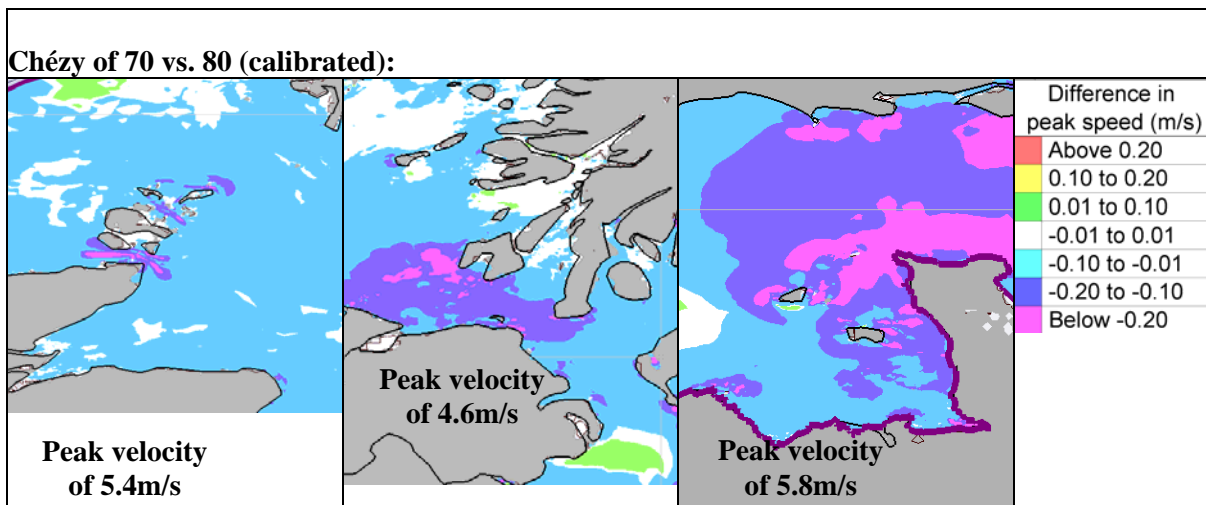 Chézy of 70 vs. 80 (calibrated):
Peak velocity
of 5.4m/s
Peak velocity
of 4.6m/s
Peak velocity
of 5.8m/s
Difference in
peak speed (m/s)
Above 0.20
0.10 to 0.20
0.01 to 0.10
-0.01 to 0.01
-0.10 to -0.01
-0.20 to -0.10
Below -0.20